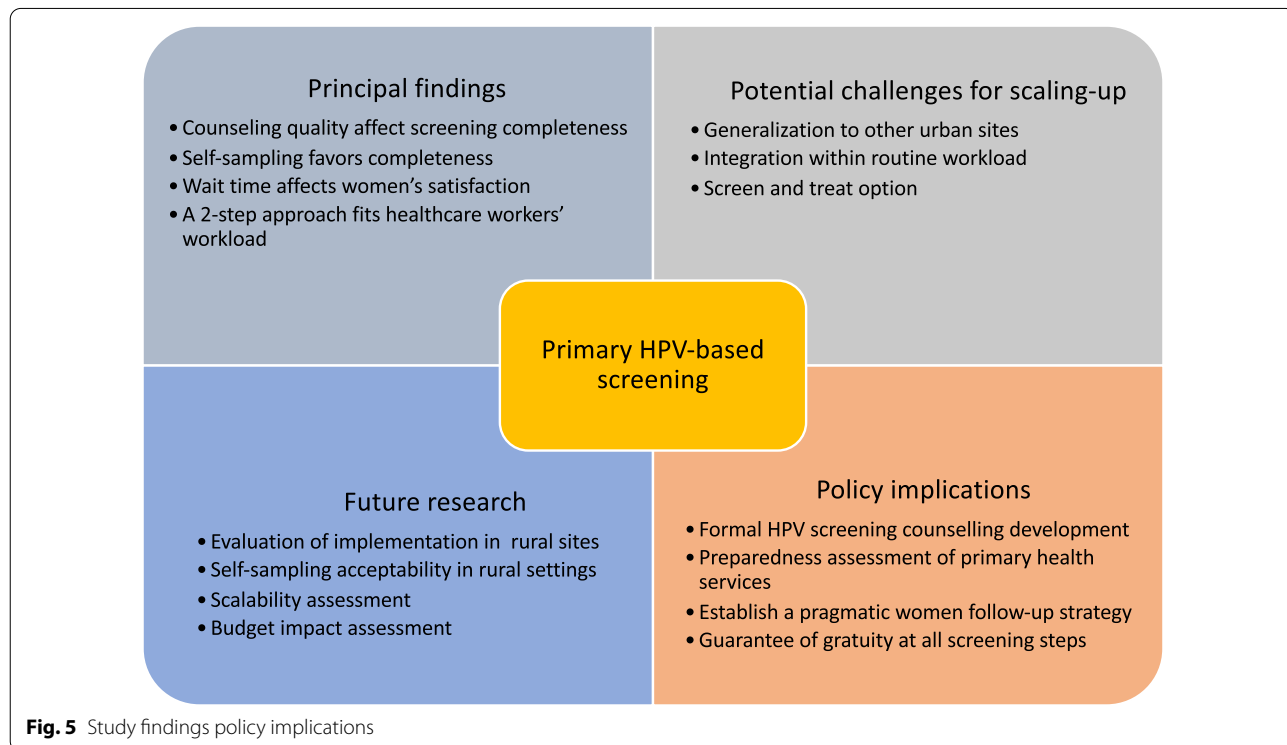 Principal findings
• Counseling quality affect screening completeness
• Self-sampling favors completeness
• Wait time affects women's satisfaction
• A 2-step approach fits healthcare workers'
workload
Potential challenges for scaling-up
• Generalization to other urban sites
• Integration within routine workload
• Screen and treat option
Primary HPV-based
screening
Future research
• Evaluation of implementation in rural sites
• Self-sampling acceptability in rural settings
• Scalability assessment
• Budget impact assessment
Policy implications
• Formal HPV screening counselling development
• Preparedness assessment of primary health
services
• Establish a pragmatic women follow-up strategy
• Guarantee of gratuity at all screening steps
Fig. 5 Study findings policy implications